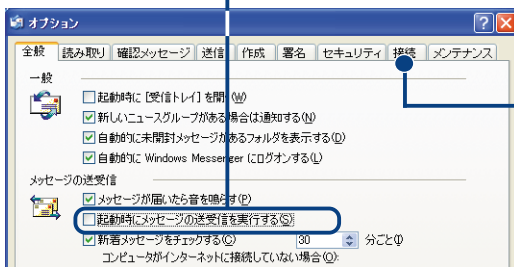 オプション
全般 読み取り 確認メッセージ 送信 作成 署名 セキュリティ 接続 メンテナンス
一般
起動時に [受信トレイ] を開く(W)
新しいニュースグループがある場合は通知する(N)
自動的に未開封メッセージがあるフォルダを表示する(D)
自動的に Windows Messenger にログオンする(L)
メッセージの送受信
メッセージが届いたら音を鳴らす(P)
起動時にメッセージの送受信を実行する(S)
新着メッセージをチェックする(C) 30 分ごと(I)
コンピュータがインターネットに接続していない場合(O):